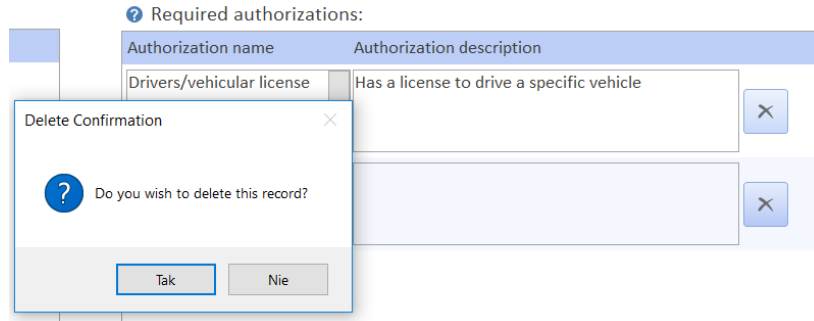 Required authorizations:
Authorization name Authorization description
Drivers/vehicular license Has a license to drive a specific vehicle
Delete Confirmation
Do you wish to delete this record?
Tak Nie